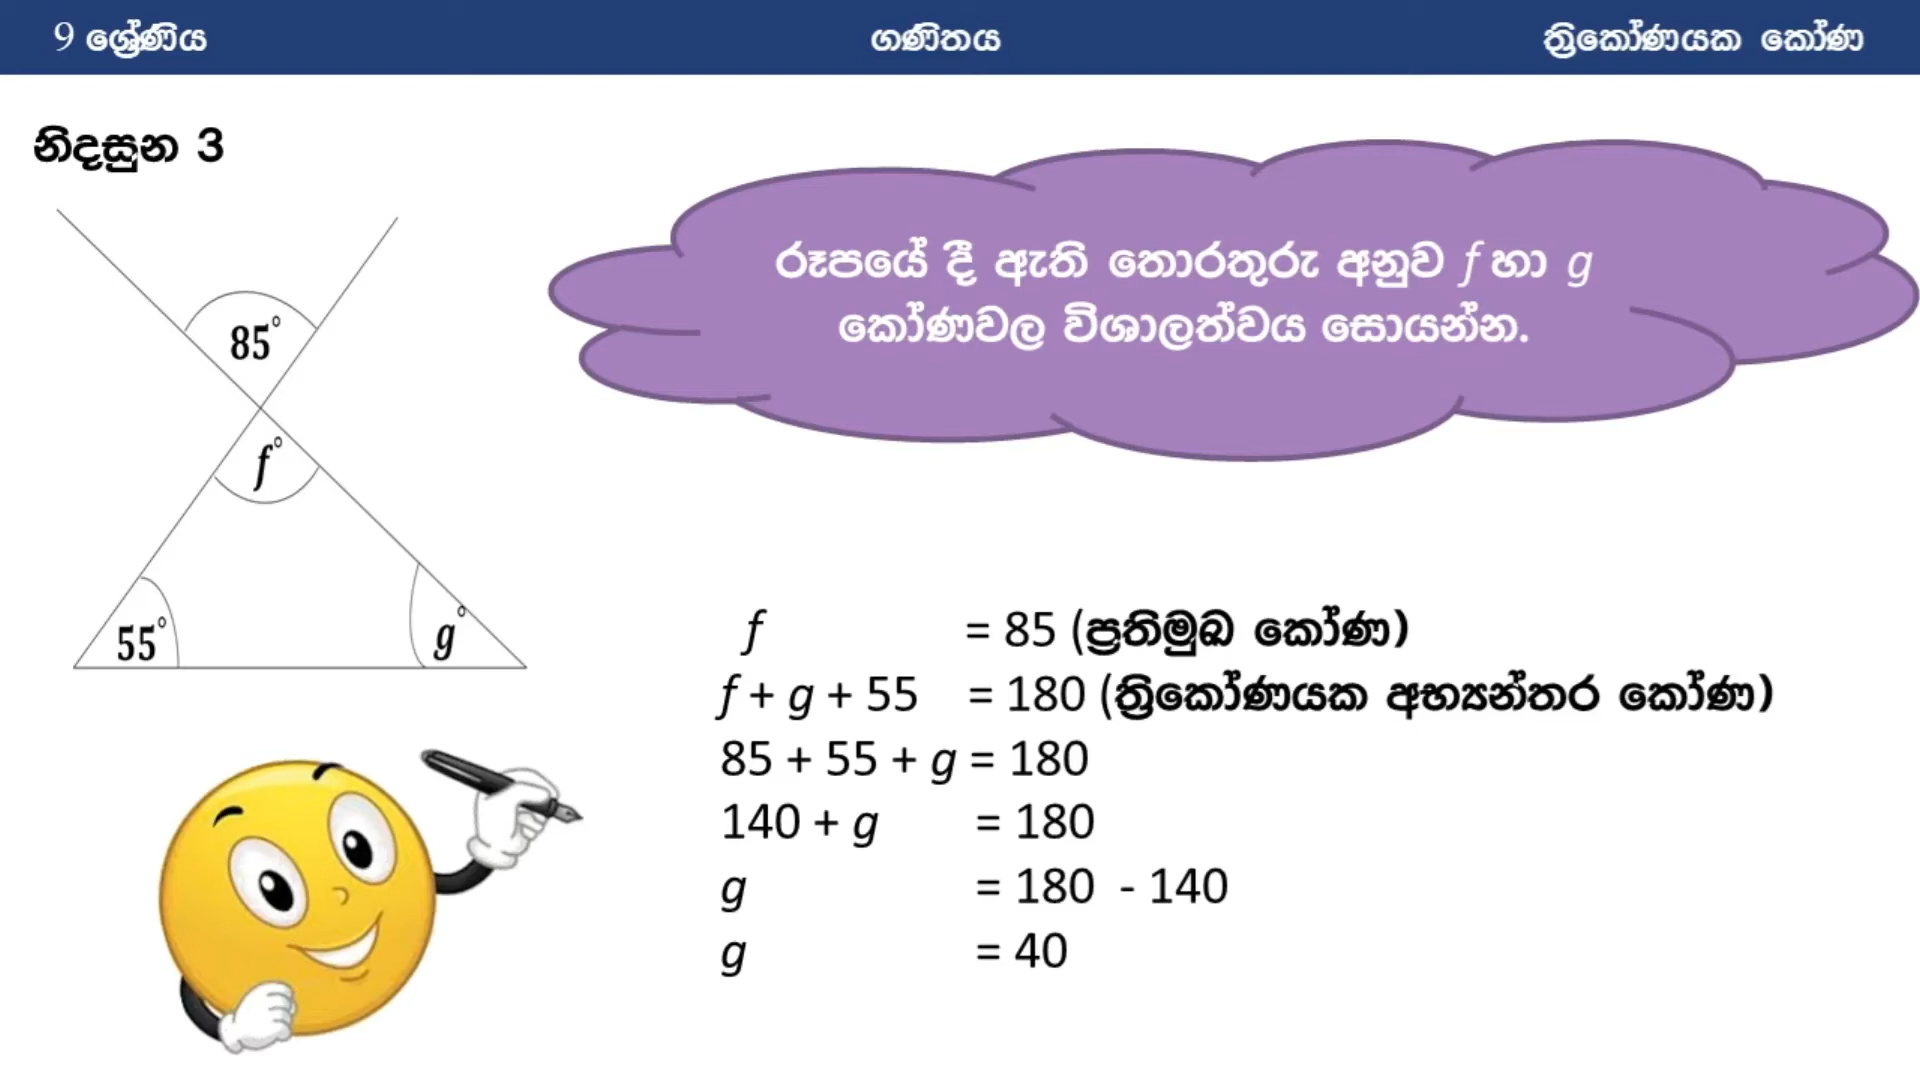 9 ශ්‍රේණිය
ගණිතය
ත්‍රිකෝණයක කෝණ
නිදසුන 3
රූපයේ දී ඇති තොරතුරු අනුව f හා g
කෝණවල විශාලත්වය සොයන්න.
85°
f°
55°
g°
f = 85 (ප්‍රතිමුඛ කෝණ)
f + g + 55 = 180 (ත්‍රිකෝණයක අභ්‍යන්තර කෝණ)
85 + 55 + g = 180
140 + g = 180
g = 180 - 140
g = 40